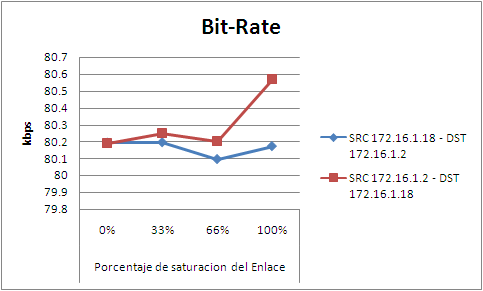 Bit-Rate
kbps
80.7
80.6
80.5
80.4
80.3
80.2
80.1
80
79.9
79.8
0% 33% 66% 100%
Porcentaje de saturacion del Enlace
SRC 172.16.1.18 - DST
172.16.1.2
SRC 172.16.1.2 - DST
172.16.1.18